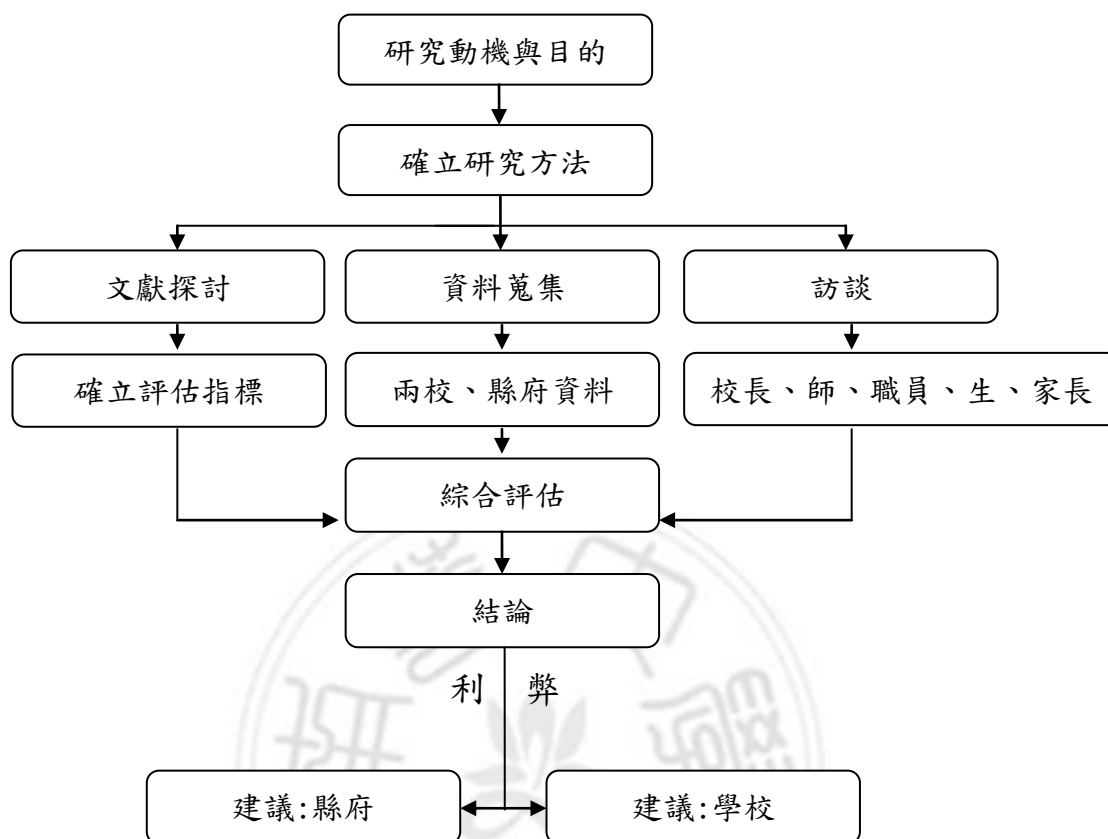 研究動機與目的
確立研究方法
文獻探討
資料蒐集
訪談
確立評估指標
兩校、縣府資料
校長、師、職員、生、家長
綜合評估
結論
利 弊
建議:縣府
建議:學校